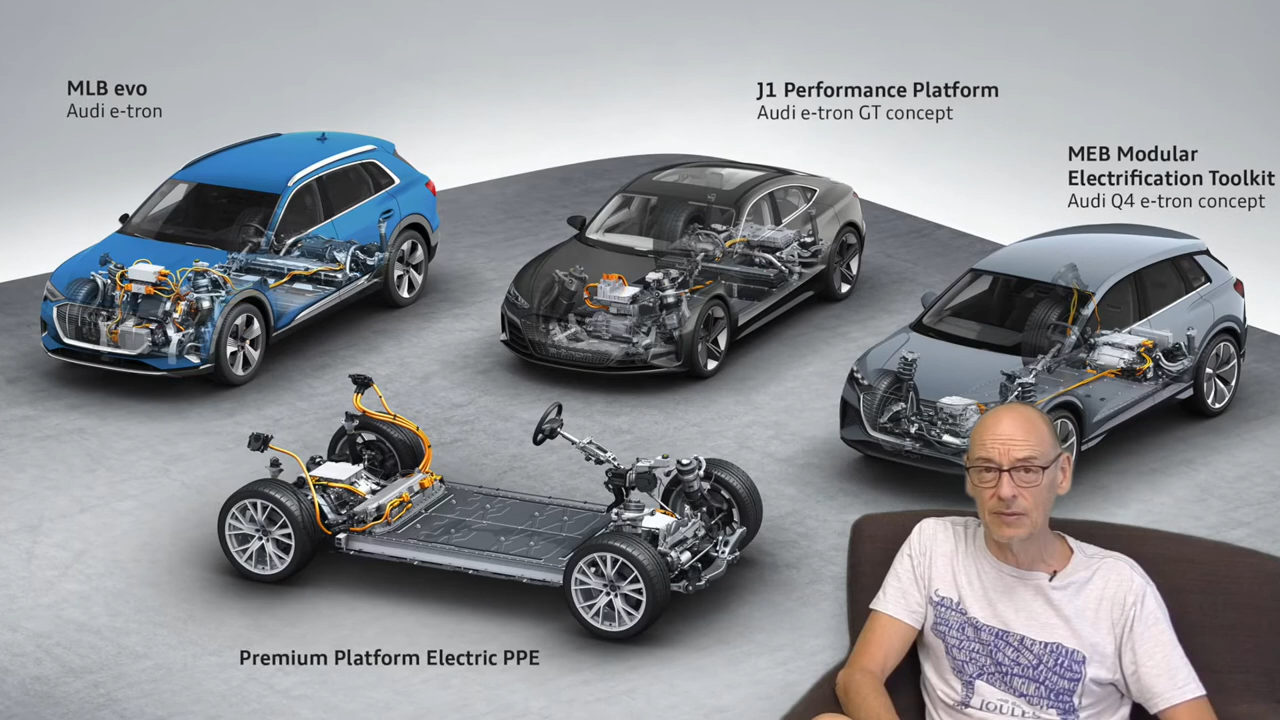 MLB evo
Audi e-tron
J1 Performance Platform
Audi e-tron GT concept
MEB Modular
Electrification Toolkit
Audi Q4 e-tron concept
Premium Platform Electric PPE
JOULES